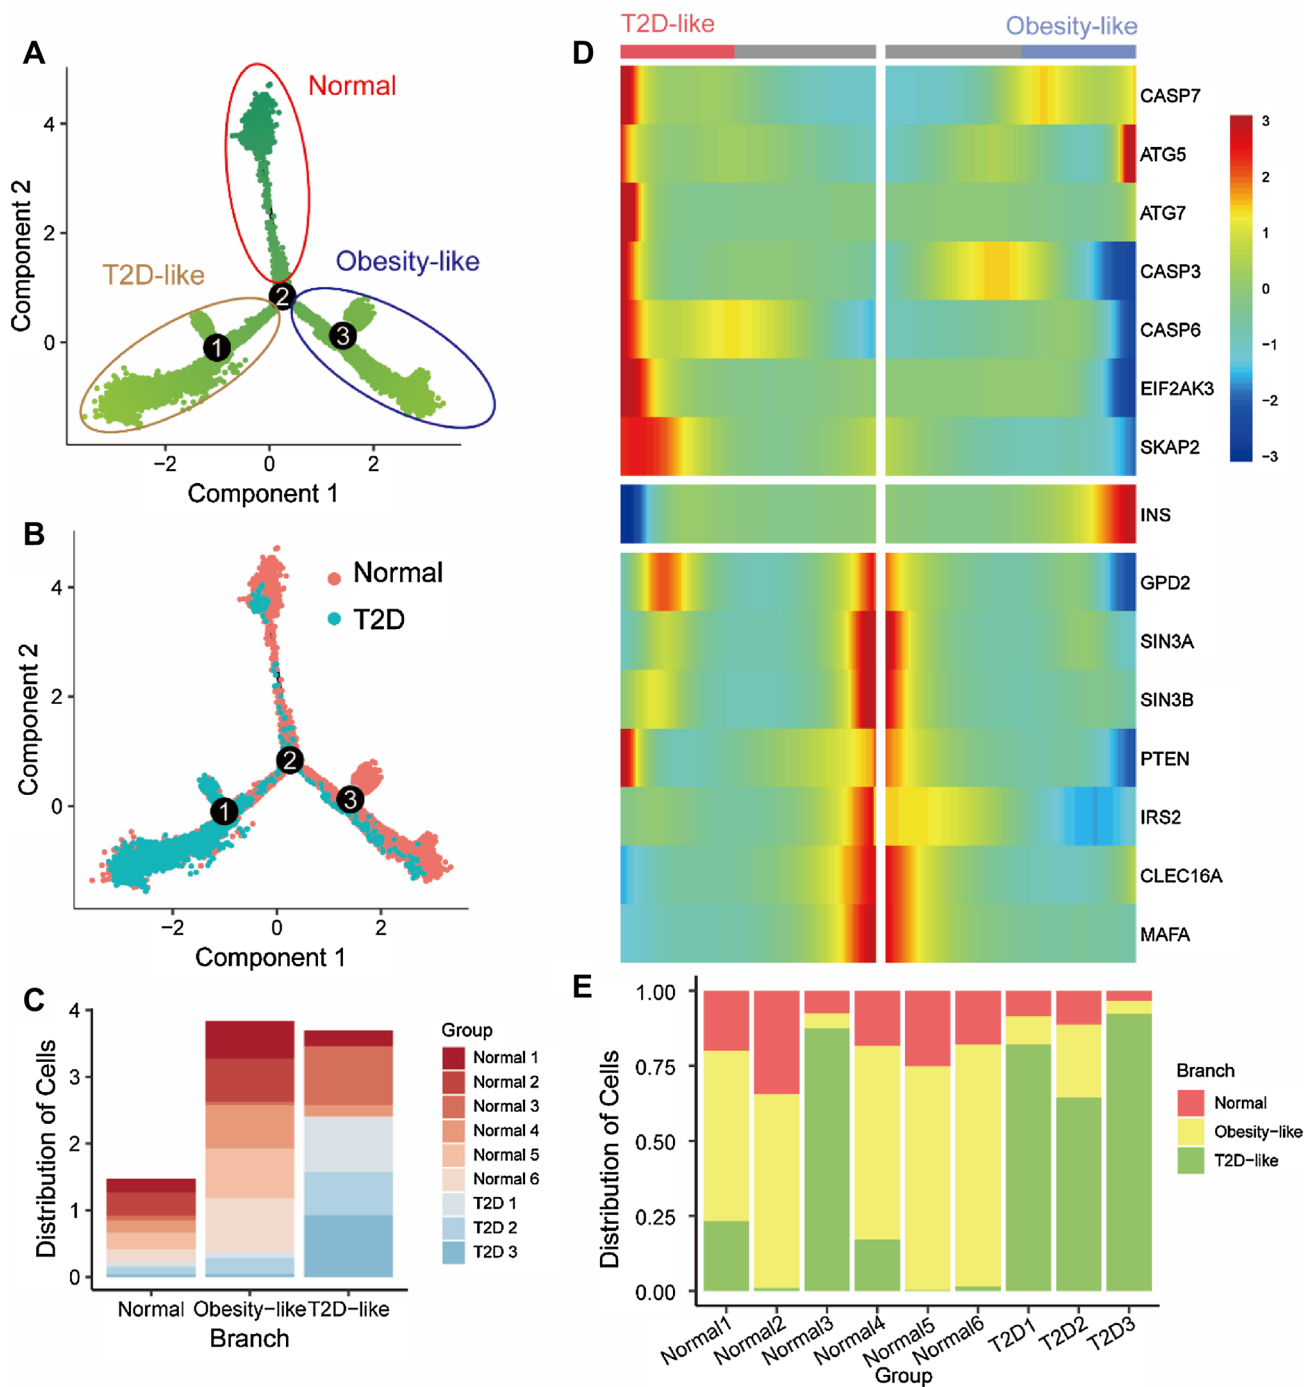 A
Normal
T2D-like
Obesity-like
2
1
3
4
2
0
Component 2
−2
0
2
Component 1
B
Normal
T2D
2
1
3
4
2
0
Component 2
−2
0
2
Component 1
C
4
3
2
1
0
Distribution of Cells
Normal
Obesity−like
T2D−like
Branch
Group
Normal 1
Normal 2
Normal 3
Normal 4
Normal 5
Normal 6
T2D 1
T2D 2
T2D 3
D
T2D-like
Obesity-like
CASP7
ATG5
ATG7
CASP3
CASP6
EIF2AK3
SKAP2
INS
GPD2
SIN3A
SIN3B
PTEN
IRS2
CLEC16A
MAFA
3
2
1
0
−1
−2
−3
E
1.00
0.75
0.50
0.25
0.00
Distribution of Cells
Normal1
Normal2
Normal3
Normal4
Normal5
Normal6
T2D1
T2D2
T2D3
Group
Branch
Normal
Obesity−like
T2D−like